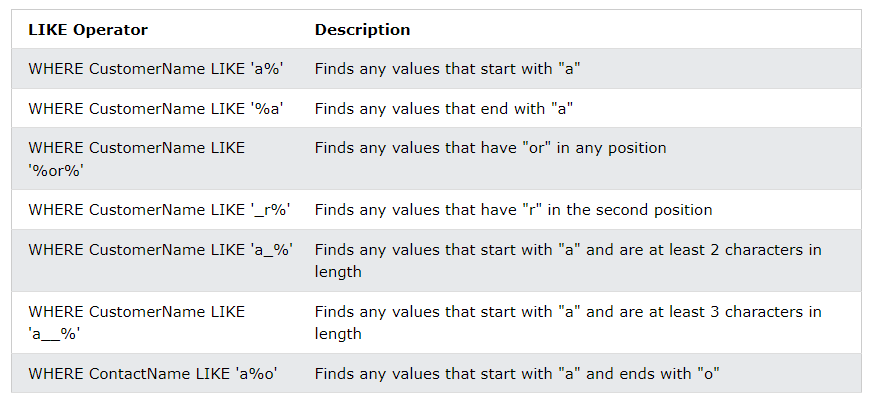 LIKE Operator Description
WHERE CustomerName LIKE 'a%' Finds any values that start with "a"
WHERE CustomerName LIKE '%a' Finds any values that end with "a"
WHERE CustomerName LIKE Finds any values that have "or" in any position
'%or%'
WHERE CustomerName LIKE '_r%' Finds any values that have "r" in the second position
WHERE CustomerName LIKE 'a_%' Finds any values that start with "a" and are at least 2 characters in
length
WHERE CustomerName LIKE Finds any values that start with "a" and are at least 3 characters in
'a__%' length
WHERE ContactName LIKE 'a%o' Finds any values that start with "a" and ends with "o"